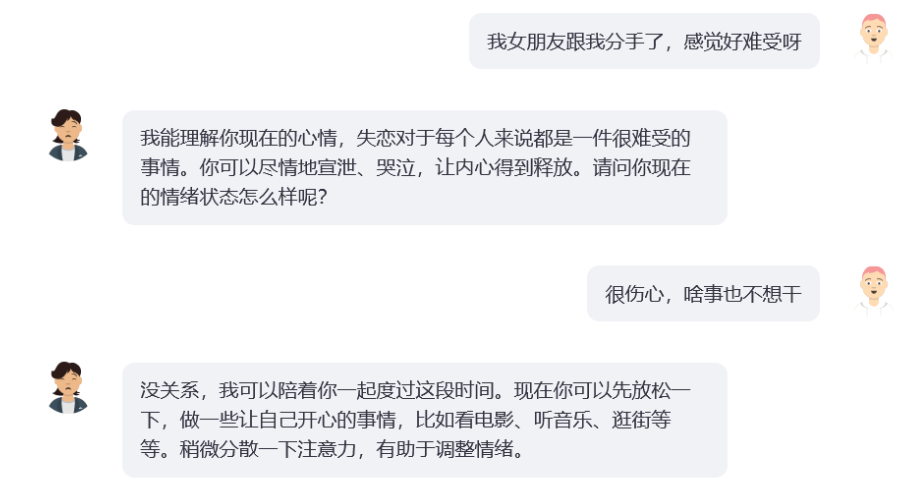 我女朋友跟我分手了，感觉好难受呀
我能理解你现在的心情，失恋对于每个人来说都是一件很难受的
事情。你可以尽情地宣泄、哭泣，让内心得到释放。请问你现在
的情绪状态怎么样呢？
很伤心，啥事也不想干
没关系，我可以陪着你一起度过这段时间。现在你可以先放松一
下，做一些让自己开心的事情，比如看电影、听音乐、逛街等
等。稍微分散一下注意力，有助于调整情绪。